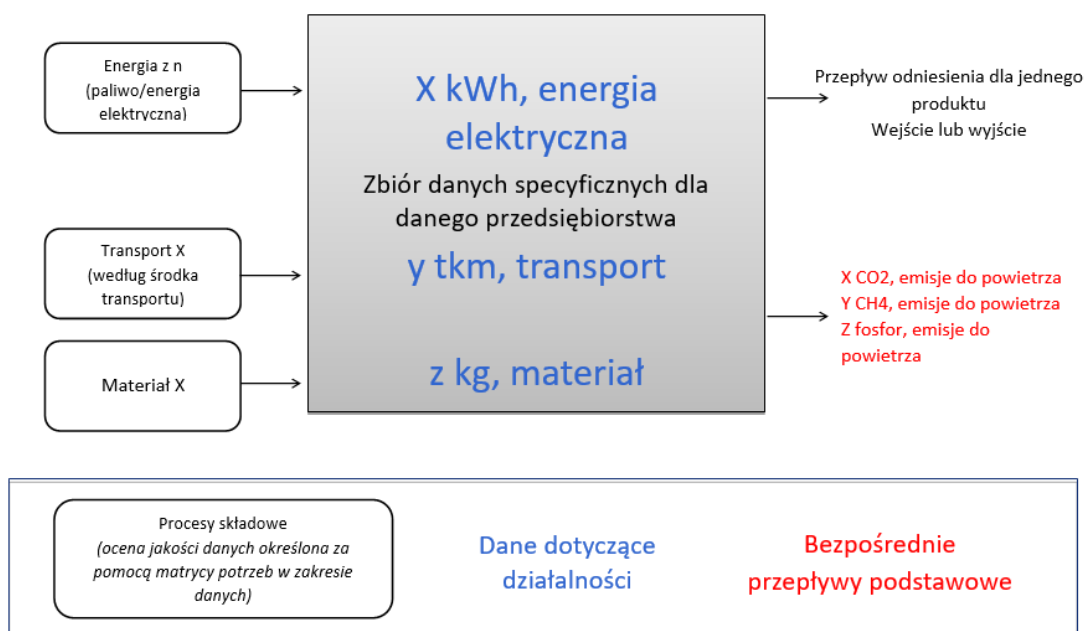 Energia z n
(paliwo/energia
elektryczna)
X kWh, energia
elektryczna
Przepływ odniesienia dla jednego
produktu
Wejście lub wyjście
Zbiór danych specyficznych dla
danego przedsiębiorstwa
Transport X
(według środka
transportu)
y tkm, transport
X CO2, emisje do powietrza
Y CH4, emisje do powietrza
Z fosfor, emisje do
powietrza
Materiał X
z kg, materiał
Procesy składowe
(ocena jakości danych określona za
pomocą matrycy potrzeb w zakresie
danych)
Dane dotyczące
działalności
Bezpośrednie
przepływy podstawowe